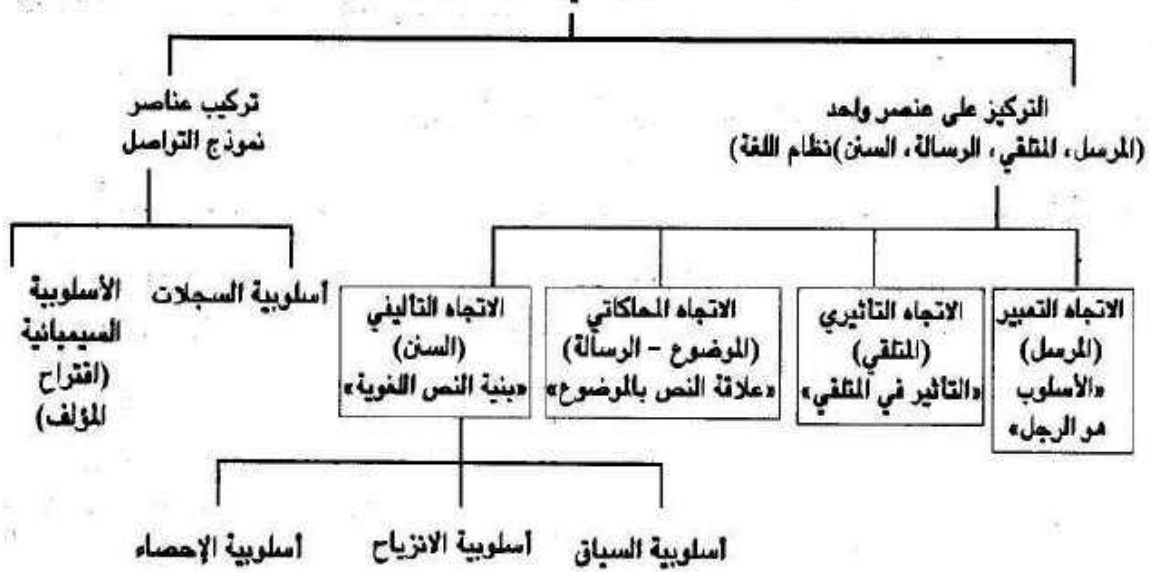 التركيز على عنصر واحد
(المرسل، المتلقي، الرسالة، السنن)نظام اللغة)
تركيب عناصر
نموذج التواصل
الاتجاه التعبير
(المرسل)
«الأسلوب
هو الرجل»
الاتجاه التأثيري
(المتلقي)
«التأثير في المتلقي»
الاتجاه المحاكاتي
(الموضوع – الرسالة)
«علاقة النص بالموضوع»
الاتجاه التأليفي
(السنن)
«بنية النص اللغوية»
أسلوبية السجلات
الأسلوبية
السيميائية
(اقتراح
المؤلف)
أسلوبية السياق
أسلوبية الانزياح
أسلوبية الإحصاء